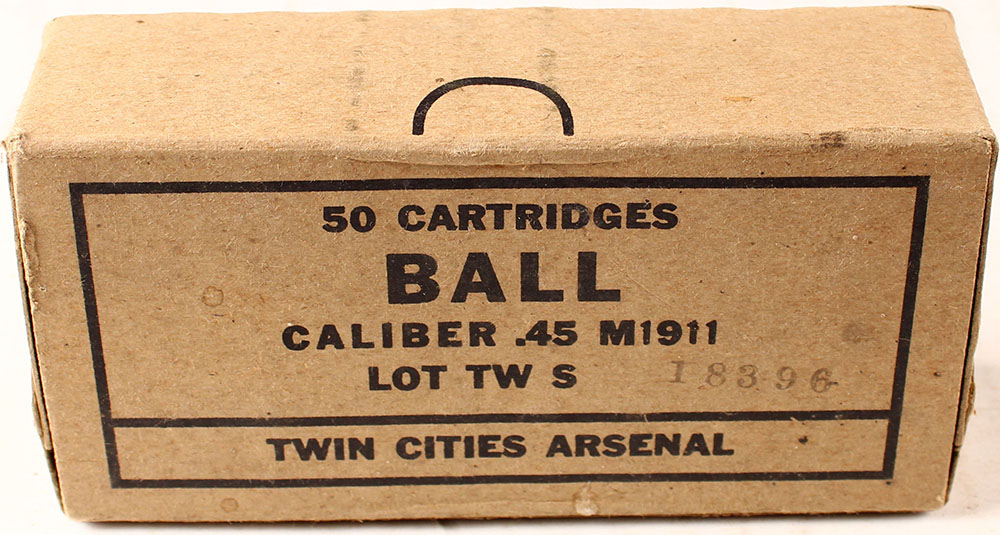 50 CARTRIDGES
BALL
CALIBER .45 M1911
LOT TW S 18396
TWIN CITIES ARSENAL